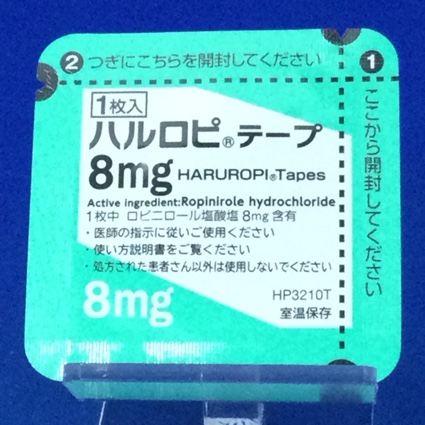 ② つぎにこちらを開封してください
① ここから開封してください
1枚入
ハルロピ®テープ
8mg HARUROPI®Tapes
Active ingredient:Ropinirole hydrochloride
1枚中 ロピニロール塩酸塩 8mg 含有
・医師の指示に従いご使用ください
・使い方説明書をご覧ください
・処方された患者さん以外は使用しないでください
8mg
HP3210T
室温保存